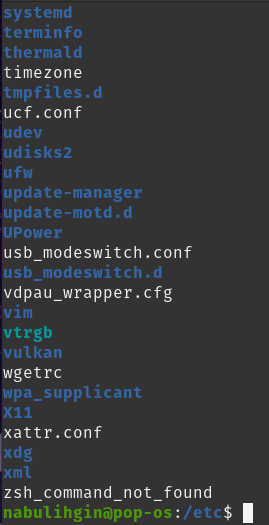 systemd
terminfo
thermald
timezone
tmpfiles.d
ucf.conf
udev
udisks2
ufw
update-manager
update-motd.d
UPower
usb_modeswitch.conf
usb_modeswitch.d
vdpau_wrapper.cfg
vim
vtrgb
vulkan
wgetrc
wpa_supplicant
X11
xattr.conf
xdg
xml
zsh_command_not_found
nabulihgin@pop-os:/etc$